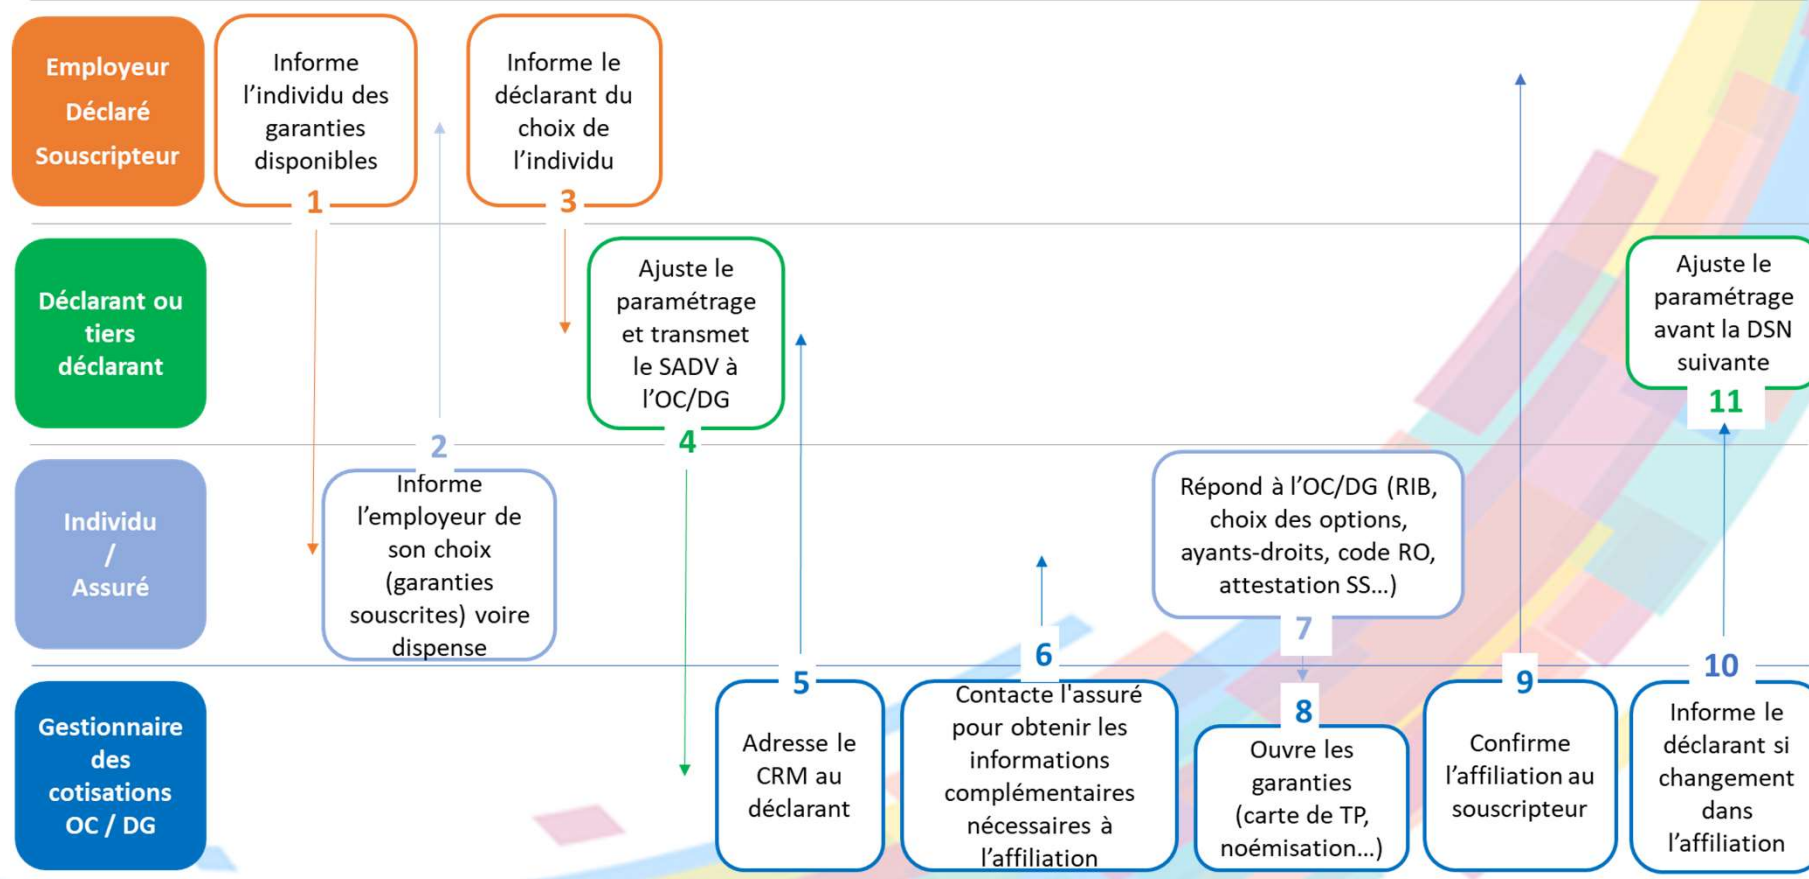 Employeur
Déclaré
Souscripteur
Informe
l’individu des
garanties
disponibles
1
Informe le
déclarant du
choix de
l’individu
3
Déclarant ou
tiers
déclarant
Ajuste le
paramétrage
et transmet
le SADV à
l’OC/DG
4
Ajuste le
paramétrage
avant la DSN
suivante
11
Individu
/
Assuré
2
Informe
l’employeur de
son choix
(garanties
souscrites) voire
dispense
Répond à l’OC/DG (RIB,
choix des options,
ayants-droits, code RO,
attestation SS...)
7
Gestionnaire
des
cotisations
OC / DG
5
Adresse le
CRM au
déclarant
6
Contacte l'assuré
pour obtenir les
informations
complémentaires
nécessaires à
l’affiliation
8
Ouvre les
garanties
(carte de TP,
noémisation...)
9
Confirme
l’affiliation au
souscripteur
10
Informe le
déclarant si
changement
dans
l’affiliation